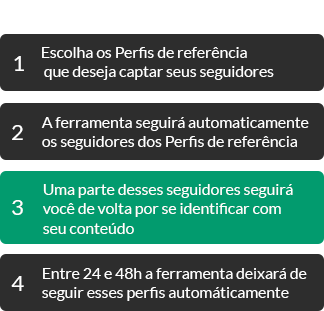 1 Escolha os Perfis de referência
que deseja captar seus seguidores
2 A ferramenta seguirá automaticamente
os seguidores dos Perfis de referência
3 Uma parte desses seguidores seguirá
você de volta por se identificar com
seu conteúdo
4 Entre 24 e 48h a ferramenta deixará de
seguir esses perfis automáticamente